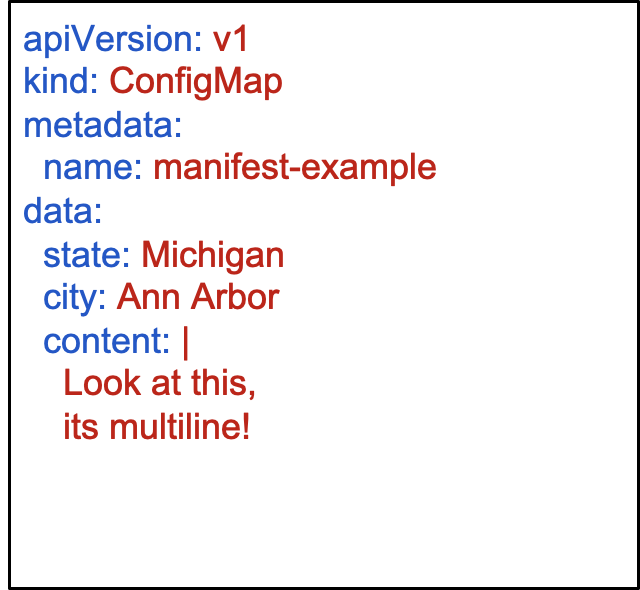 apiVersion: v1
kind: ConfigMap
metadata:
  name: manifest-example
data:
  state: Michigan
  city: Ann Arbor
  content: |
    Look at this,
    its multiline!